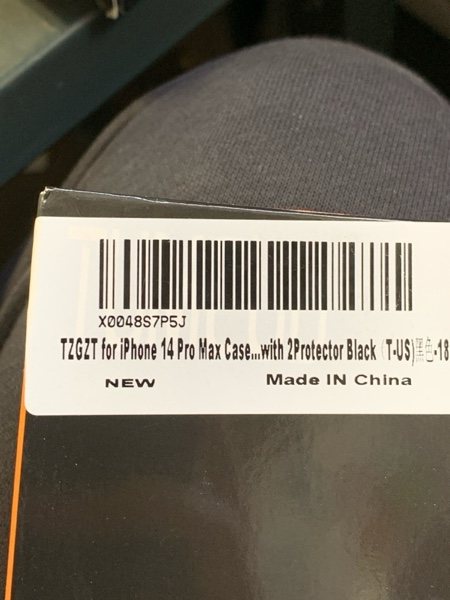 X0048S7P5J
TZGZT for iPhone 14 Pro Max Case...with 2Protector Black (T-US)黑色-18
NEW
Made IN China